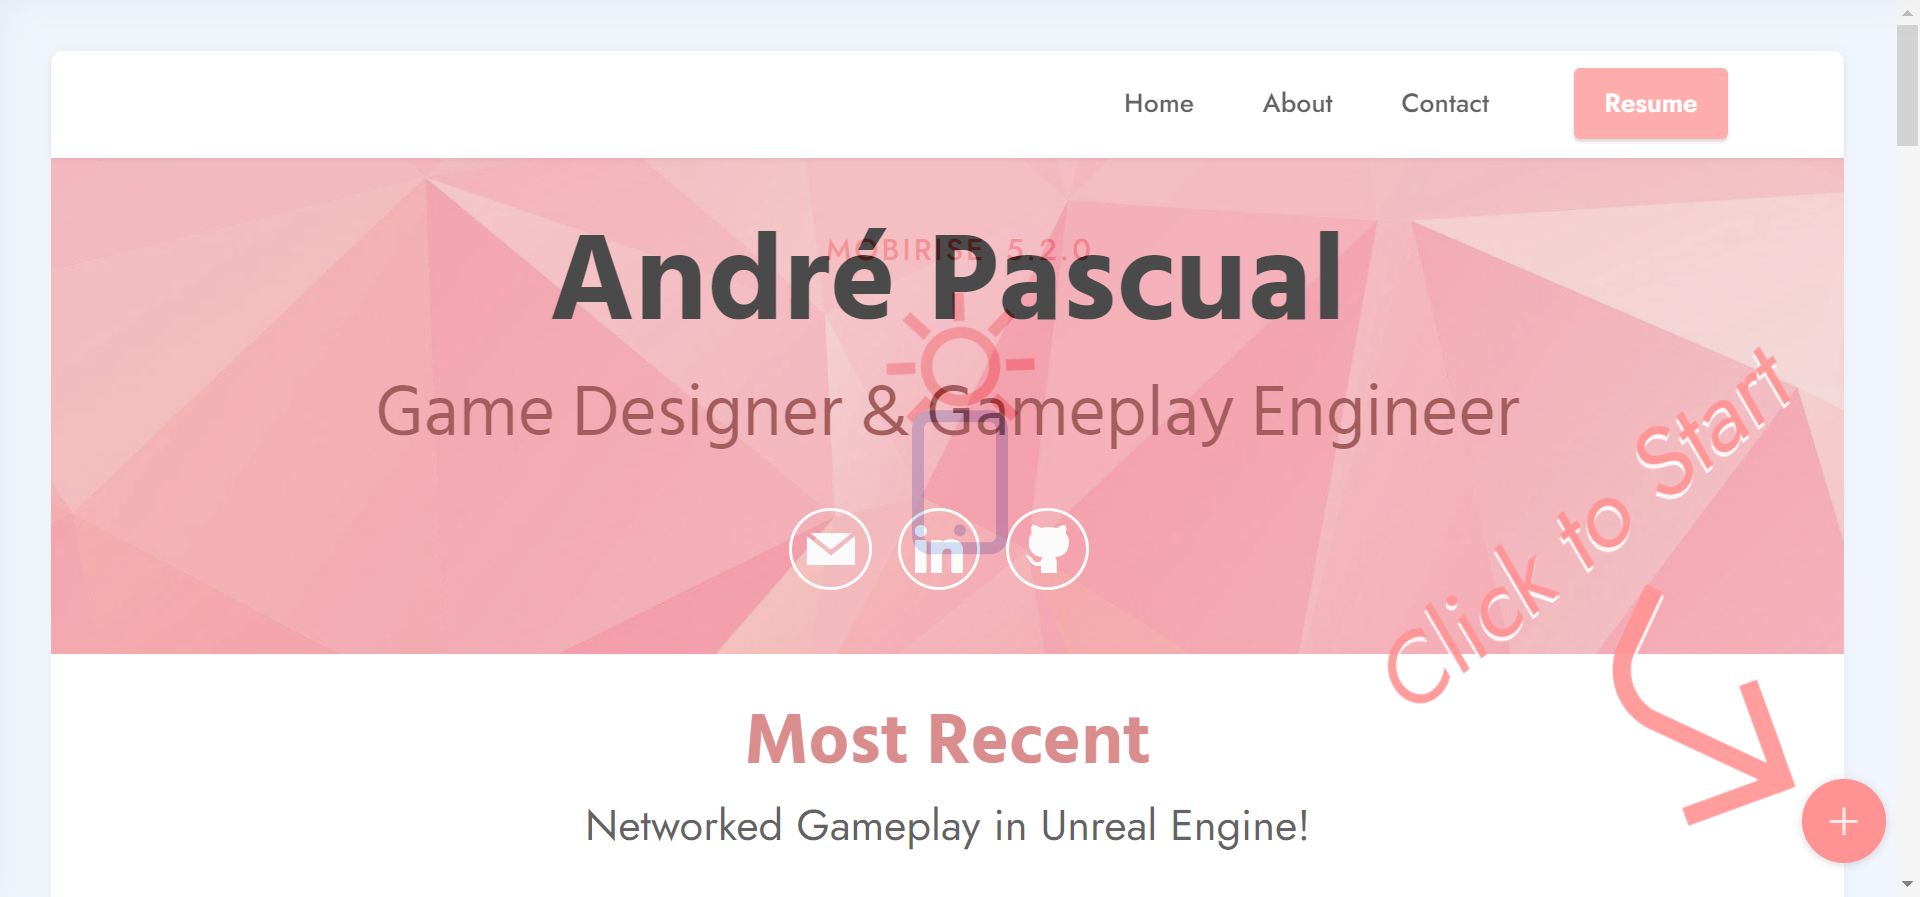 Home About Contact Resume
MOBIRISE 5.2.0
André Pascual
Game Designer & Gameplay Engineer
in
Click to Start
Most Recent
Networked Gameplay in Unreal Engine!